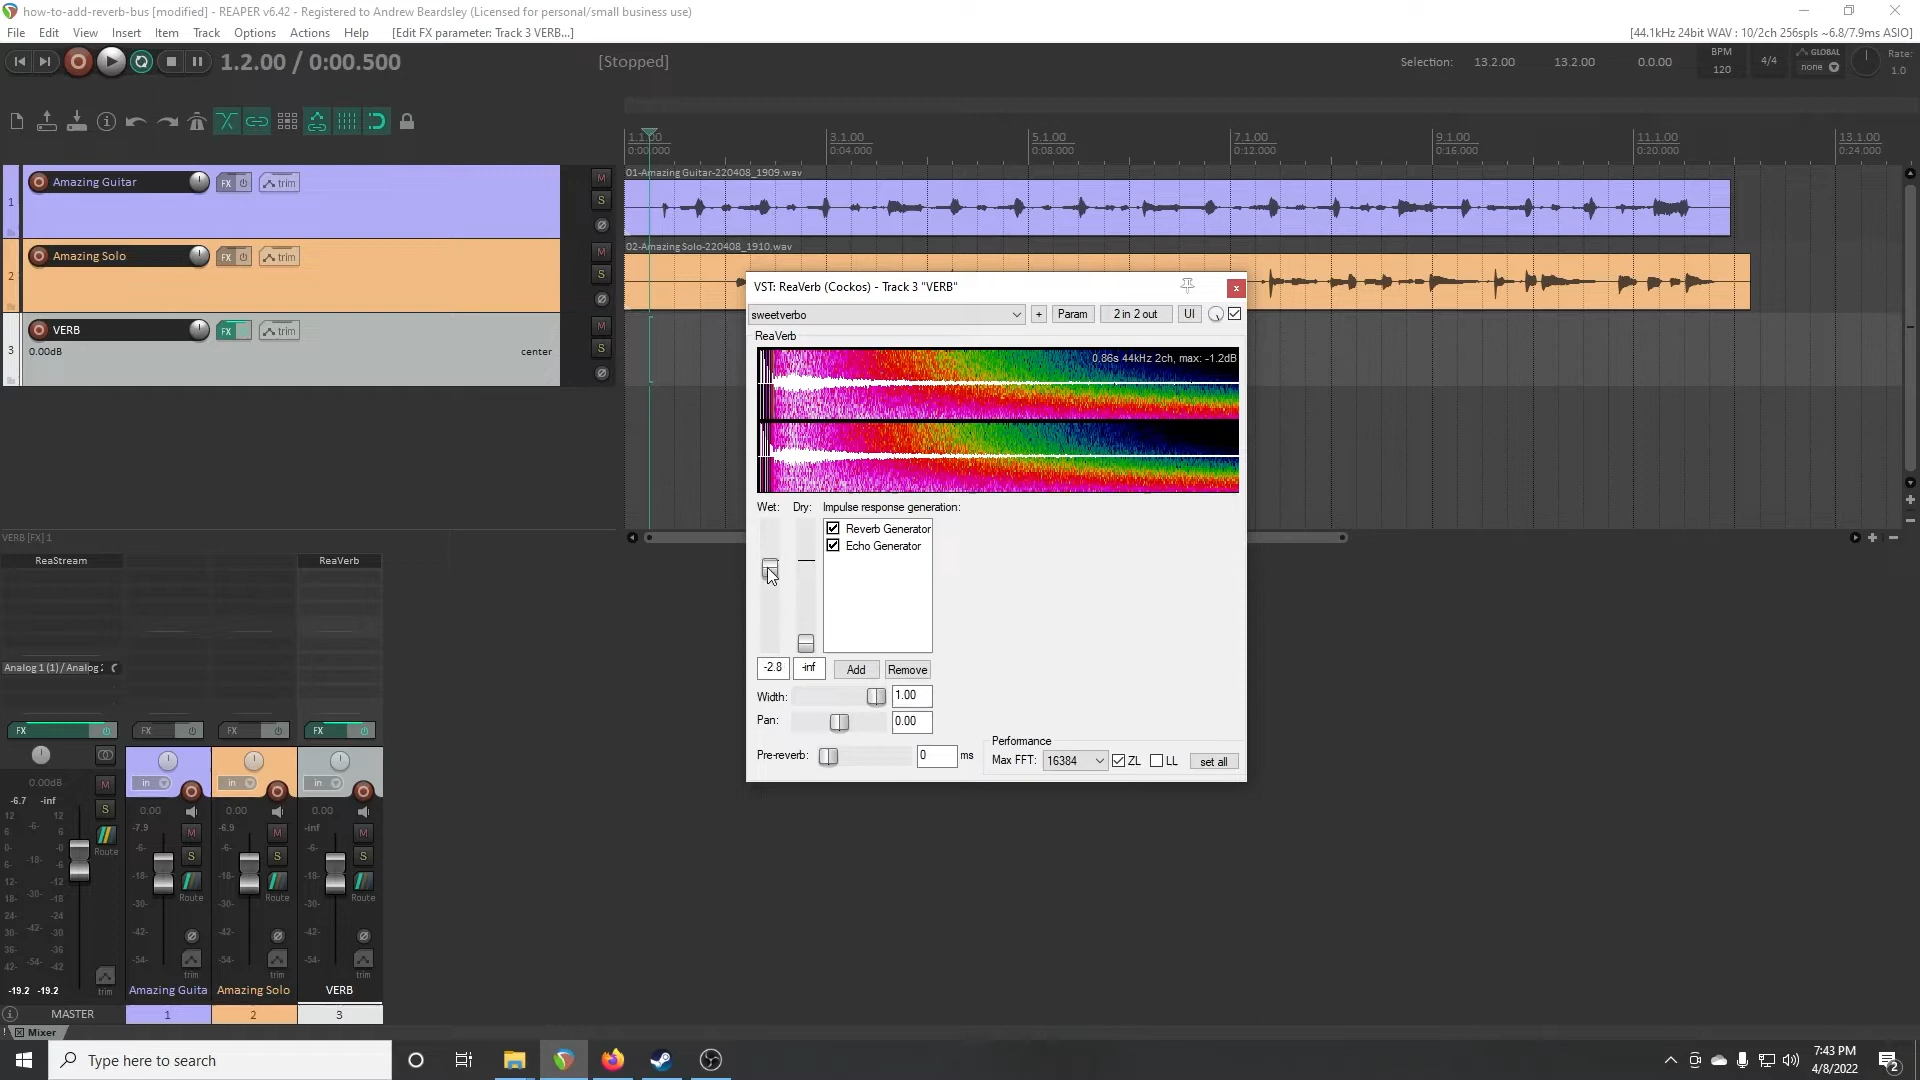 how-to-add-reverb-bus [modified] - REAPER v6.42 - Registered to Andrew Beardsley (Licensed for personal/small business use)
File Edit View Insert Item Track Options Actions Help [Edit FX parameter: Track 3 VERB...] [44.1kHz 24bit WAV : 10/2ch 256spls ~6.8/7.9ms ASIO]
1.2.00 / 0:00.500 [Stopped] Selection: 13.2.00 13.2.00 0.0.00 BPM 120 4/4 GLOBAL none Rate: 1.0
1.1.00 3.1.00 5.1.00 7.1.00 9.1.00 11.1.00 13.1.00
0:00.000 0:04.000 0:08.000 0:12.000 0:16.000 0:20.000 0:24.000
01-Amazing Guitar-220408_1909.wav
1 Amazing Guitar FX trim M S
02-Amazing Solo-220408_1910.wav
2 Amazing Solo FX trim M S
3 VERB FX trim M S
0.00dB center
VST: ReaVerb (Cockos) - Track 3 "VERB" x
sweetverbo + Param 2 in 2 out UI
ReaVerb
0.86s 44kHz 2ch, max: -1.2dB
Wet: Dry: Impulse response generation:
Reverb Generator
Echo Generator
-2.8 -inf Add Remove
Width: 1.00
Pan: 0.00
Pre-reverb: 0 ms
Performance
Max FFT: 16384 ZL LL set all
VERB [FX] 1
ReaStream ReaVerb
Analog 1 (1) / Analog
FX FX FX FX
in in in
0.00dB 0.00 0.00 0.00
-6.7 -inf -7.9 -6.9 -inf
M M M M
S S S S
Route Route Route Route
12 6 0- 6- 12- 18- 24- 30- 36- 42-
-6- -18- -30- -42- -54-
12 6 -0 -6 -12 -18 -24 -30 -36 -42
-6- -18- -30- -42- -54-
-6- -18- -30- -42- -54-
-6- -18- -30- -42- -54-
trim trim trim trim
-19.2 -19.2 Amazing Guita Amazing Solo VERB
MASTER 1 2 3
! Mixer
Type here to search
7:43 PM
4/8/2022
2